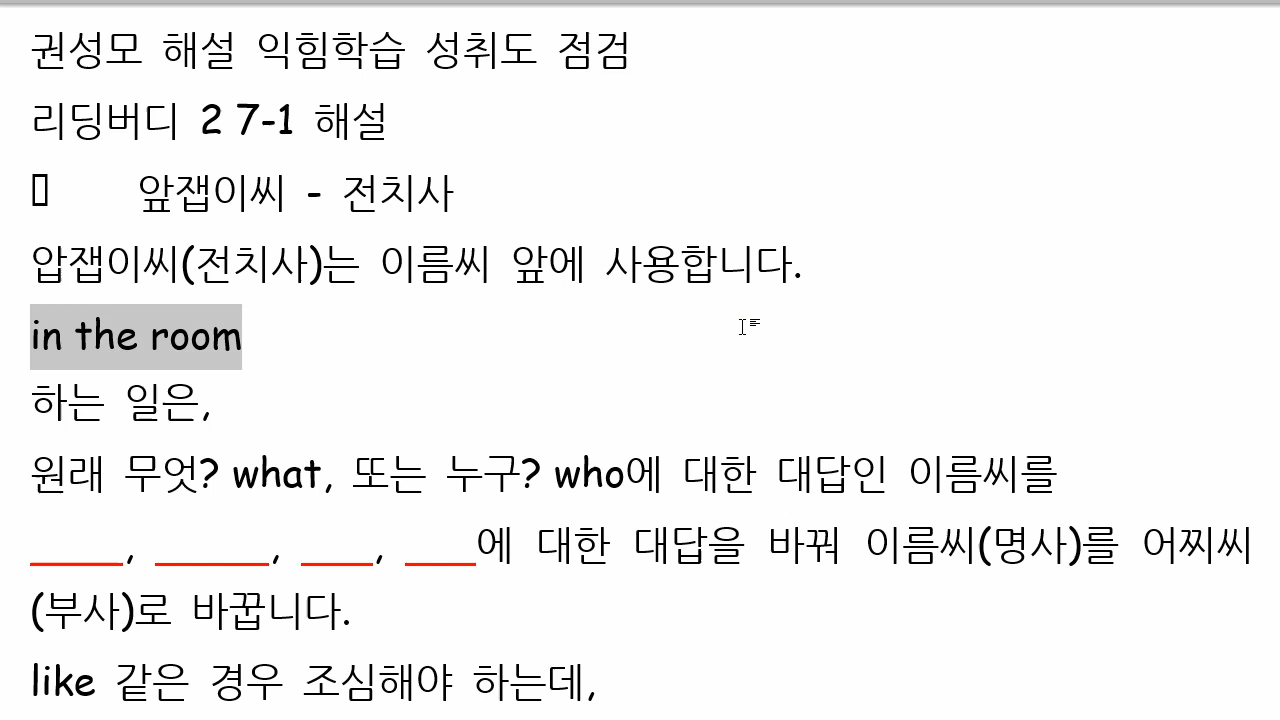 권성모 해설 익힘학습 성취도 점검
리딩버디 2 7-1 해설
앞잽이씨 - 전치사
압잽이씨(전치사)는 이름씨 앞에 사용합니다.
in the room
하는 일은,
원래 무엇? what, 또는 누구? who에 대한 대답인 이름씨를
____, _____, ___, ___에 대한 대답을 바꿔 이름씨(명사)를 어찌씨
(부사)로 바꿉니다.
like 같은 경우 조심해야 하는데,